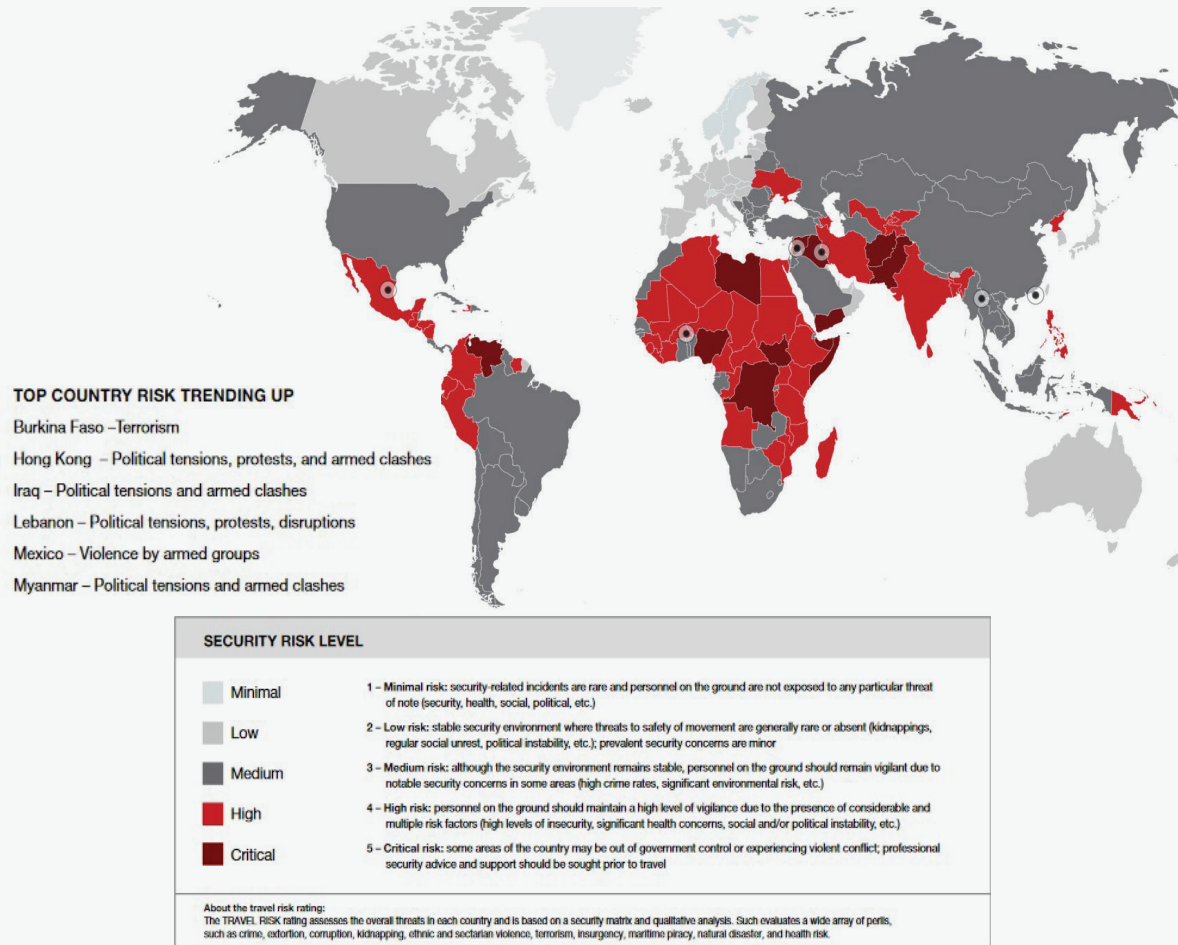 TOP COUNTRY RISK TRENDING UP
Burkina Faso –Terrorism
Hong Kong – Political tensions, protests, and armed clashes
Iraq – Political tensions and armed clashes
Lebanon – Political tensions, protests, disruptions
Mexico – Violence by armed groups
Myanmar – Political tensions and armed clashes
SECURITY RISK LEVEL
Minimal
1 – Minimal risk: security-related incidents are rare and personnel on the ground are not exposed to any particular threat
of note (security, health, social, political, etc.)
Low
2 – Low risk: stable security environment where threats to safety of movement are generally rare or absent (kidnappings,
regular social unrest, political instability, etc.); prevalent security concerns are minor
Medium
3 – Medium risk: although the security environment remains stable, personnel on the ground should remain vigilant due to
notable security concerns in some areas (high crime rates, significant environmental risk, etc.)
High
4 – High risk: personnel on the ground should maintain a high level of vigilance due to the presence of considerable and
multiple risk factors (high levels of insecurity, significant health concerns, social and/or political instability, etc.)
Critical
5 – Critical risk: some areas of the country may be out of government control or experiencing violent conflict; professional
security advice and support should be sought prior to travel
About the travel risk rating:
The TRAVEL RISK rating assesses the overall threats in each country and is based on a security matrix and qualitative analysis. Such evaluates a wide array of perils,
such as crime, extortion, corruption, kidnapping, ethnic and sectarian violence, terrorism, insurgency, maritime piracy, natural disaster, and health risk.